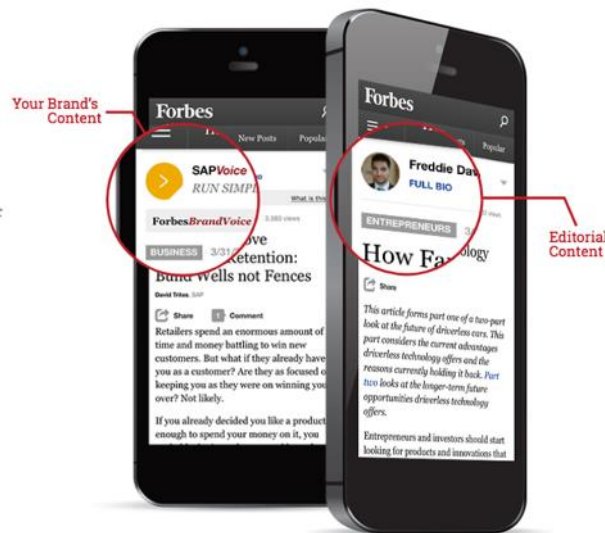 Your Brand's
Content
Forbes
New Posts Popular
SAPVoice
RUN SIMPL
What is this
ForbesBrandVoice 3,082 views
BUSINESS 3/31/
ove
Retention:
Build Wells not Fences
David Trites, SAP
Share Comment
Retailers spend an enormous amount of
time and money battling to win new
customers. But what if they already have
you as a customer? Are they as focused o
keeping you as they were on winning you
over? Not likely.
If you already decided you like a product
enough to spend your money on it, you
Forbes
Popular
Freddie Daw
FULL BIO
views
ENTREPRENEURS 3/
ology
How Far
Share
This article forms part one of a two-part
look at the future of driverless cars. This
part considers the current advantages
driverless technology offers and the
reasons currently holding it back. Part
two looks at the longer-term future
opportunities driverless technology
offers.
Entrepreneurs and investors should start
looking for products and innovations that
Editorial
Content